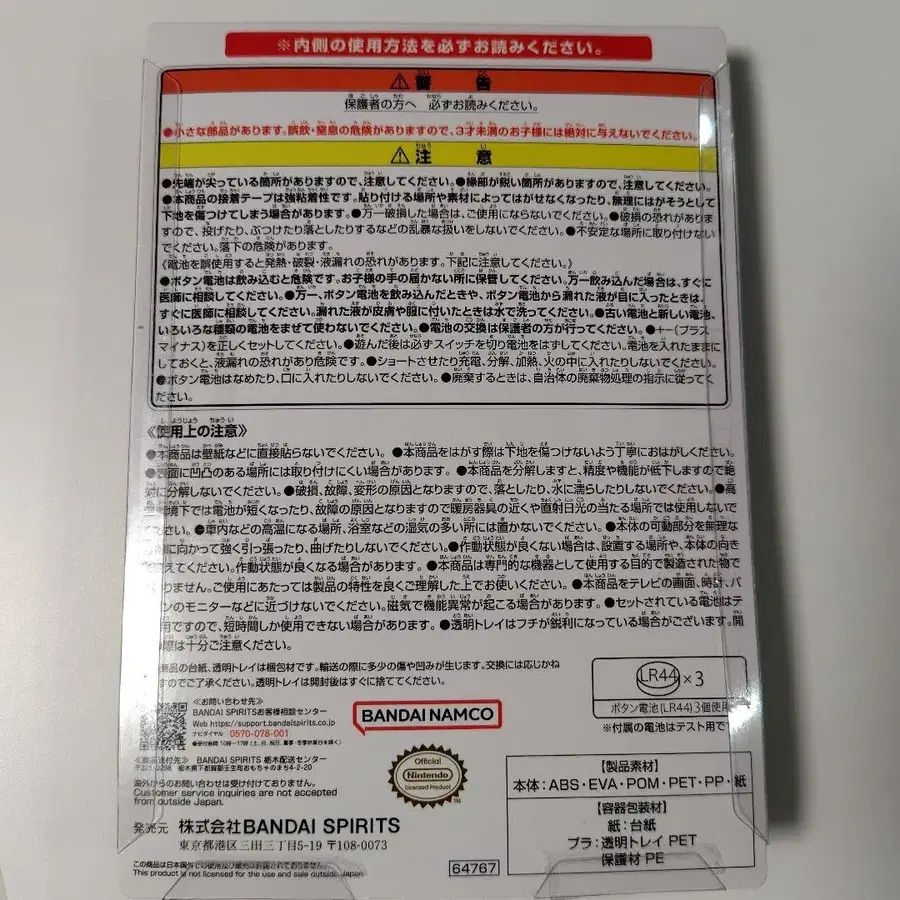 ※内側の使用方法を必ずお読みください。
⚠警告
保護者の方へ 必ずお読みください。
●小さな部品があります。誤飲・窒息の危険がありますので、3才未満のお子様には絶対に与えないでください。
⚠注意
●先端が尖っている箇所がありますので、注意してください。●縁部が鋭い箇所がありますので、注意してください。
●本商品の接着テープは強粘着性です。貼り付ける場所や素材によってはがせなくなったり、無理にはがそうとして
下地を傷つけてしまう場合があります。●万一破損した場合は、ご使用にならないでください。●破損の恐れがありま
すので、投げたり、ぶつけたり落としたりするなどの乱暴な扱いをしないでください。●不安定な場所に取り付けない
でください。落下の危険があります。
《電池を誤使用すると発熱・破裂・液漏れの恐れがあります。下記に注意してください。》
●ボタン電池は飲み込むと危険です。お子様の手の届かない所に保管してください。万一飲み込んだ場合は、すぐに
医師に相談してください。●万一、ボタン電池を飲み込んだときや、ボタン電池から漏れた液が目に入ったときは、
すぐに医師に相談してください。漏れた液が皮膚や服に付いたときは水で洗ってください。●古い電池と新しい電池、
いろいろな種類の電池をまぜて使わないでください。●電池の交換は保護者の方が行ってください。●+−(プラス
マイナス)を正しくセットしてください。●遊んだ後は必ずスイッチを切り電池をはずしてください。電池を入れたままに
しておくと、液漏れの恐れがあり危険です。●ショートさせたり充電、分解、加熱、火の中に入れたりしないでください。
●ボタン電池はなめたり、口に入れたりしないでください。●廃棄するときは、自治体の廃棄物処理の指示に従ってく
ださい。
《使用上の注意》
●本商品は壁紙などに直接貼らないでください。●本商品をはがす際は下地を傷つけないよう丁寧におはがしください。
●表面に凹凸のある場所には取り付けにくい場合があります。●本商品を分解しますと、精度や機能が低下しますので絶
対に分解しないでください。●破損、故障、変形の原因となりますので、落としたり、水に濡らしたりしないでください。●高
境下では電池が短くなったり、故障の原因となりますので暖房器具の近くや直射日光の当たる場所では使用しないで
ください。●車内などの高温になる場所、浴室などの湿気の多い所には置かないでください。●本体の可動部分を無理な
に向かって強く引っ張ったり、曲げたりしないでください。●作動状態が良くない場合は、設置する場所や、本体の向き
えてください。作動状態が良くなる場合があります。●本商品は専門的な機器として使用する目的で製造された物で
りません。ご使用にあたっては製品の特性を良くご理解した上でお使いください。●本商品をテレビの画面、時計、パ
ンのモニターなどに近づけないでください。磁気で機能異常が起こる場合があります。●セットされている電池はテ
用ですので、短時間しか使用できない場合があります。●透明トレイはフチが鋭利になっている場合がございます。開
際は十分ご注意ください。
商品の台紙、透明トレイは梱包材です。輸送の際に多少の傷や凹みが生じます。交換には応じかね
すのでご了承ください。透明トレイは開封後はすぐに捨ててください。
LR44×3
ボタン電池(LR44)3個使用
※付属の電池はテスト用で
《お問い合わせ先》
BANDAI SPIRITSお客様相談センター
Web https://support.bandaispirits.co.jp
ナビダイヤル 0570-078-001
●受付時間 10時〜17時(土、日、祝日、夏季・冬季休業日を除く)
BANDAI NAMCO
《商品送付先》 BANDAI SPIRITS 栃木配送センター
〒321-0298 栃木県下都賀郡壬生町おもちゃのまち5-4-2-20
海外からのお問い合わせは受け付けておりません。
Customer service inquiries are not accepted
from outside Japan.
Official
Nintendo
Licensed Product
TM
【製品素材】
本体:ABS・EVA・POM・PET・PP・紙
【容器包装材】
紙:台紙
プラ:透明トレイ PET
保護材 PE
発売元 株式会社BANDAI SPIRITS
東京都港区三田三丁目5-19 〒108-0073
This product is not licensed for the use and sale outside Japan.
64767